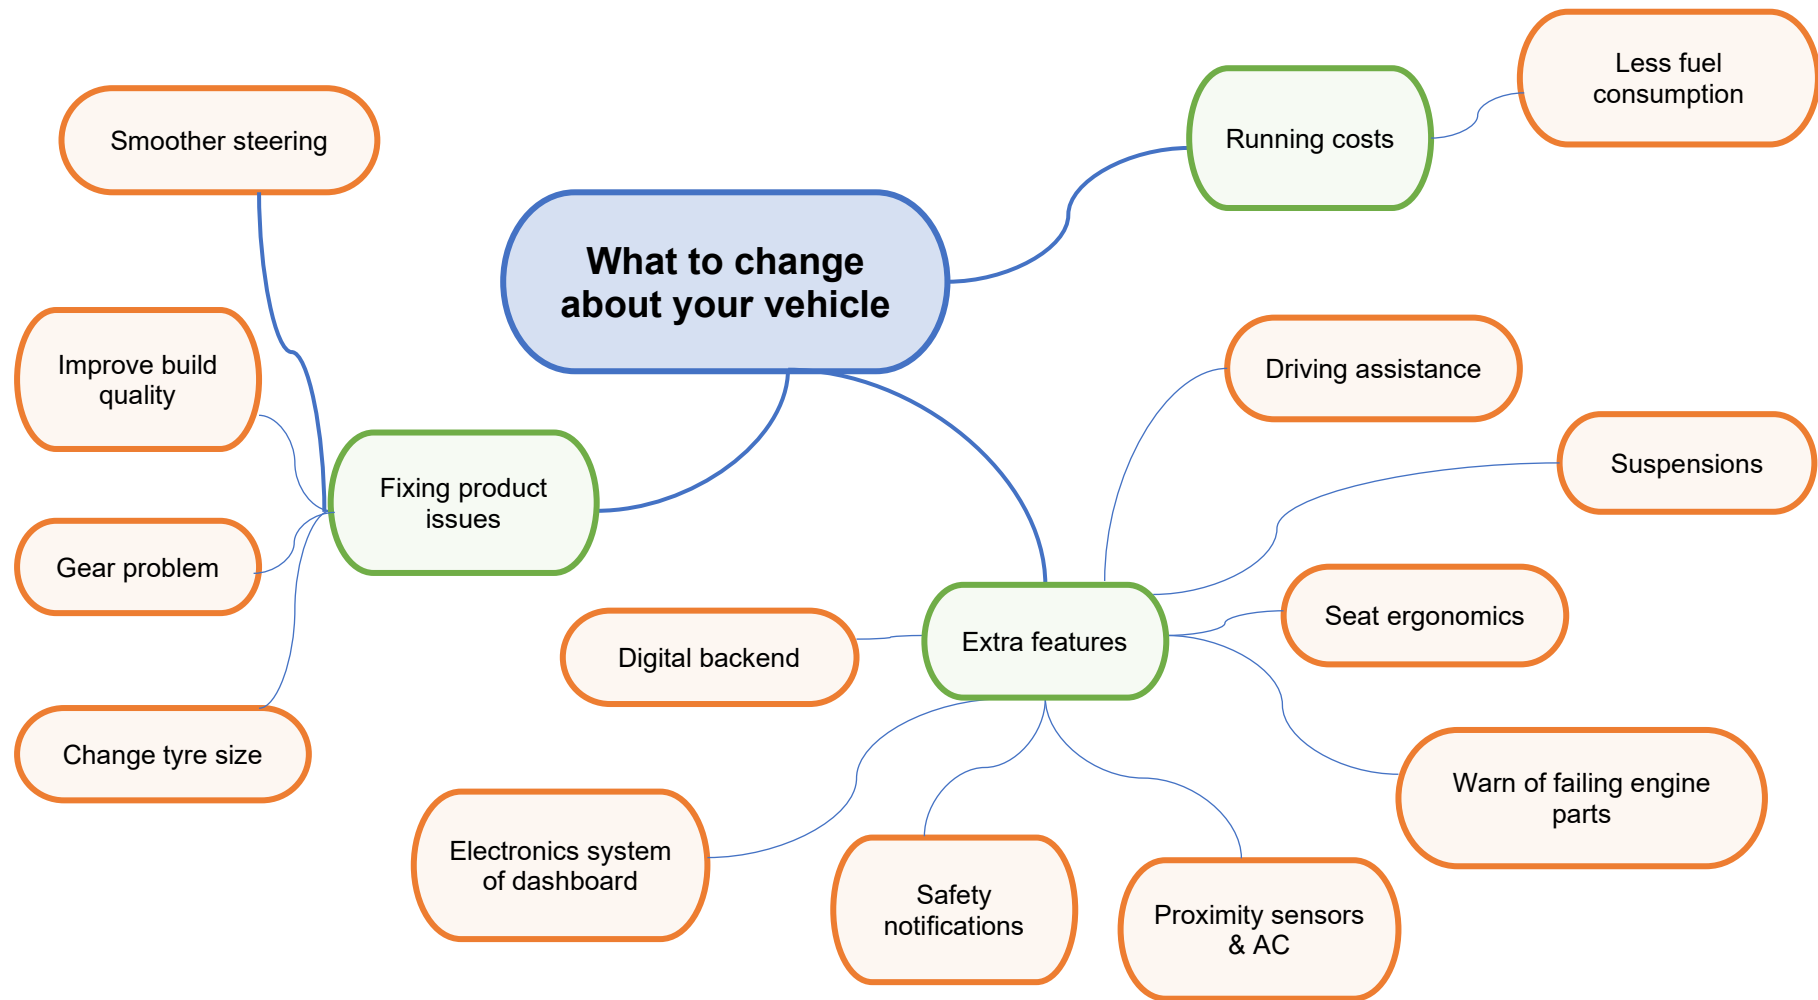 What to change
about your vehicle
Running costs
Less fuel
consumption
Smoother steering
Improve build
quality
Gear problem
Change tyre size
Fixing product
issues
Driving assistance
Suspensions
Seat ergonomics
Extra features
Digital backend
Warn of failing engine
parts
Electronics system
of dashboard
Safety
notifications
Proximity sensors
& AC